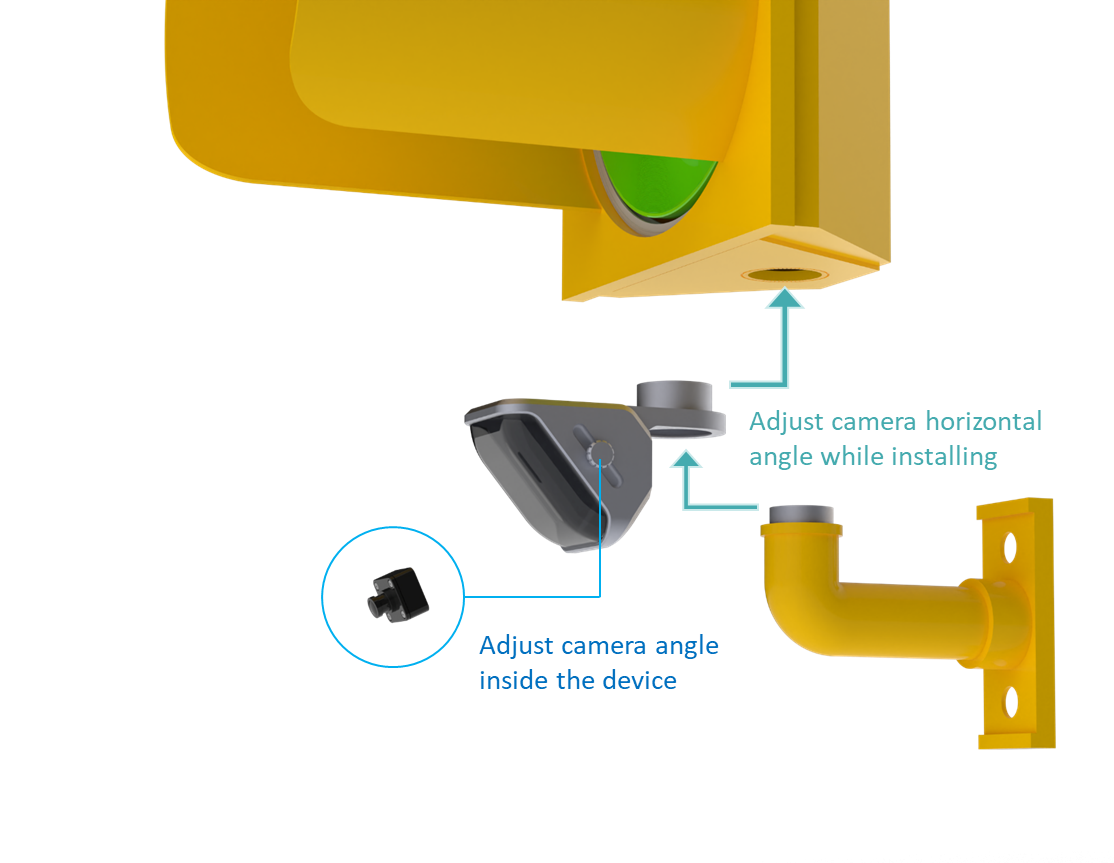 Adjust camera horizontal
angle while installing
Adjust camera angle
inside the device